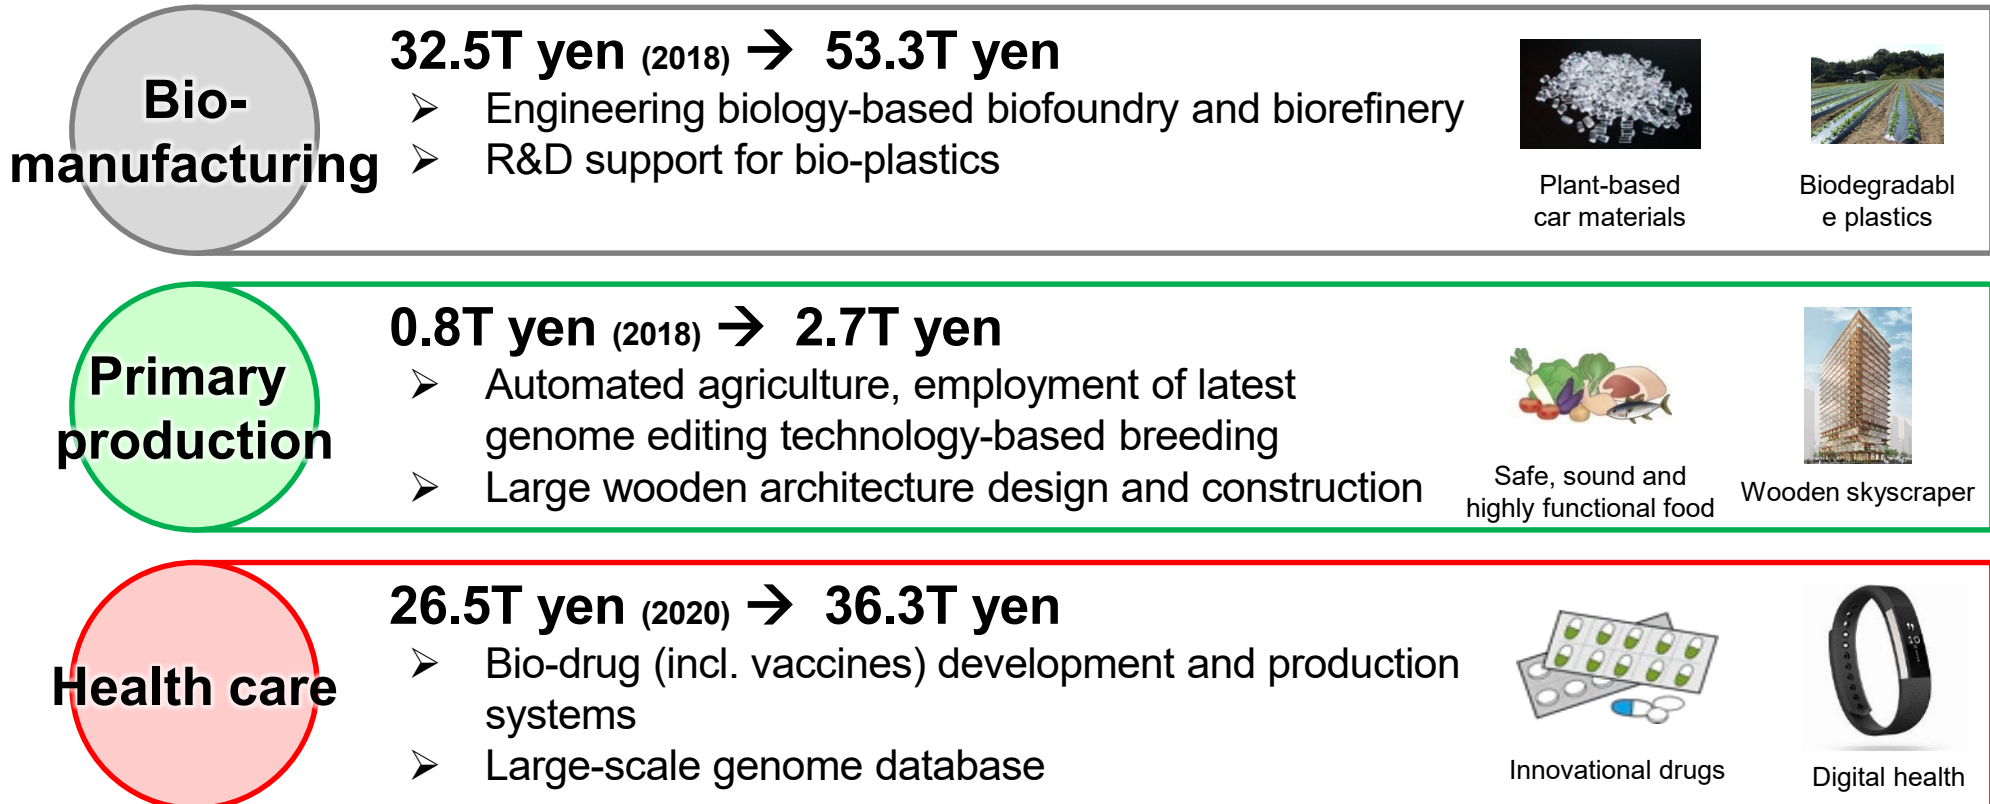 Bio-
manufacturing
32.5T yen (2018) → 53.3T yen
➢ Engineering biology-based biofoundry and biorefinery
➢ R&D support for bio-plastics
Plant-based
car materials
Biodegradabl
e plastics
Primary
production
0.8T yen (2018) → 2.7T yen
➢ Automated agriculture, employment of latest
genome editing technology-based breeding
➢ Large wooden architecture design and construction
Safe, sound and
highly functional food
Wooden skyscraper
Health care
26.5T yen (2020) → 36.3T yen
➢ Bio-drug (incl. vaccines) development and production
systems
➢ Large-scale genome database
Innovational drugs
Digital health